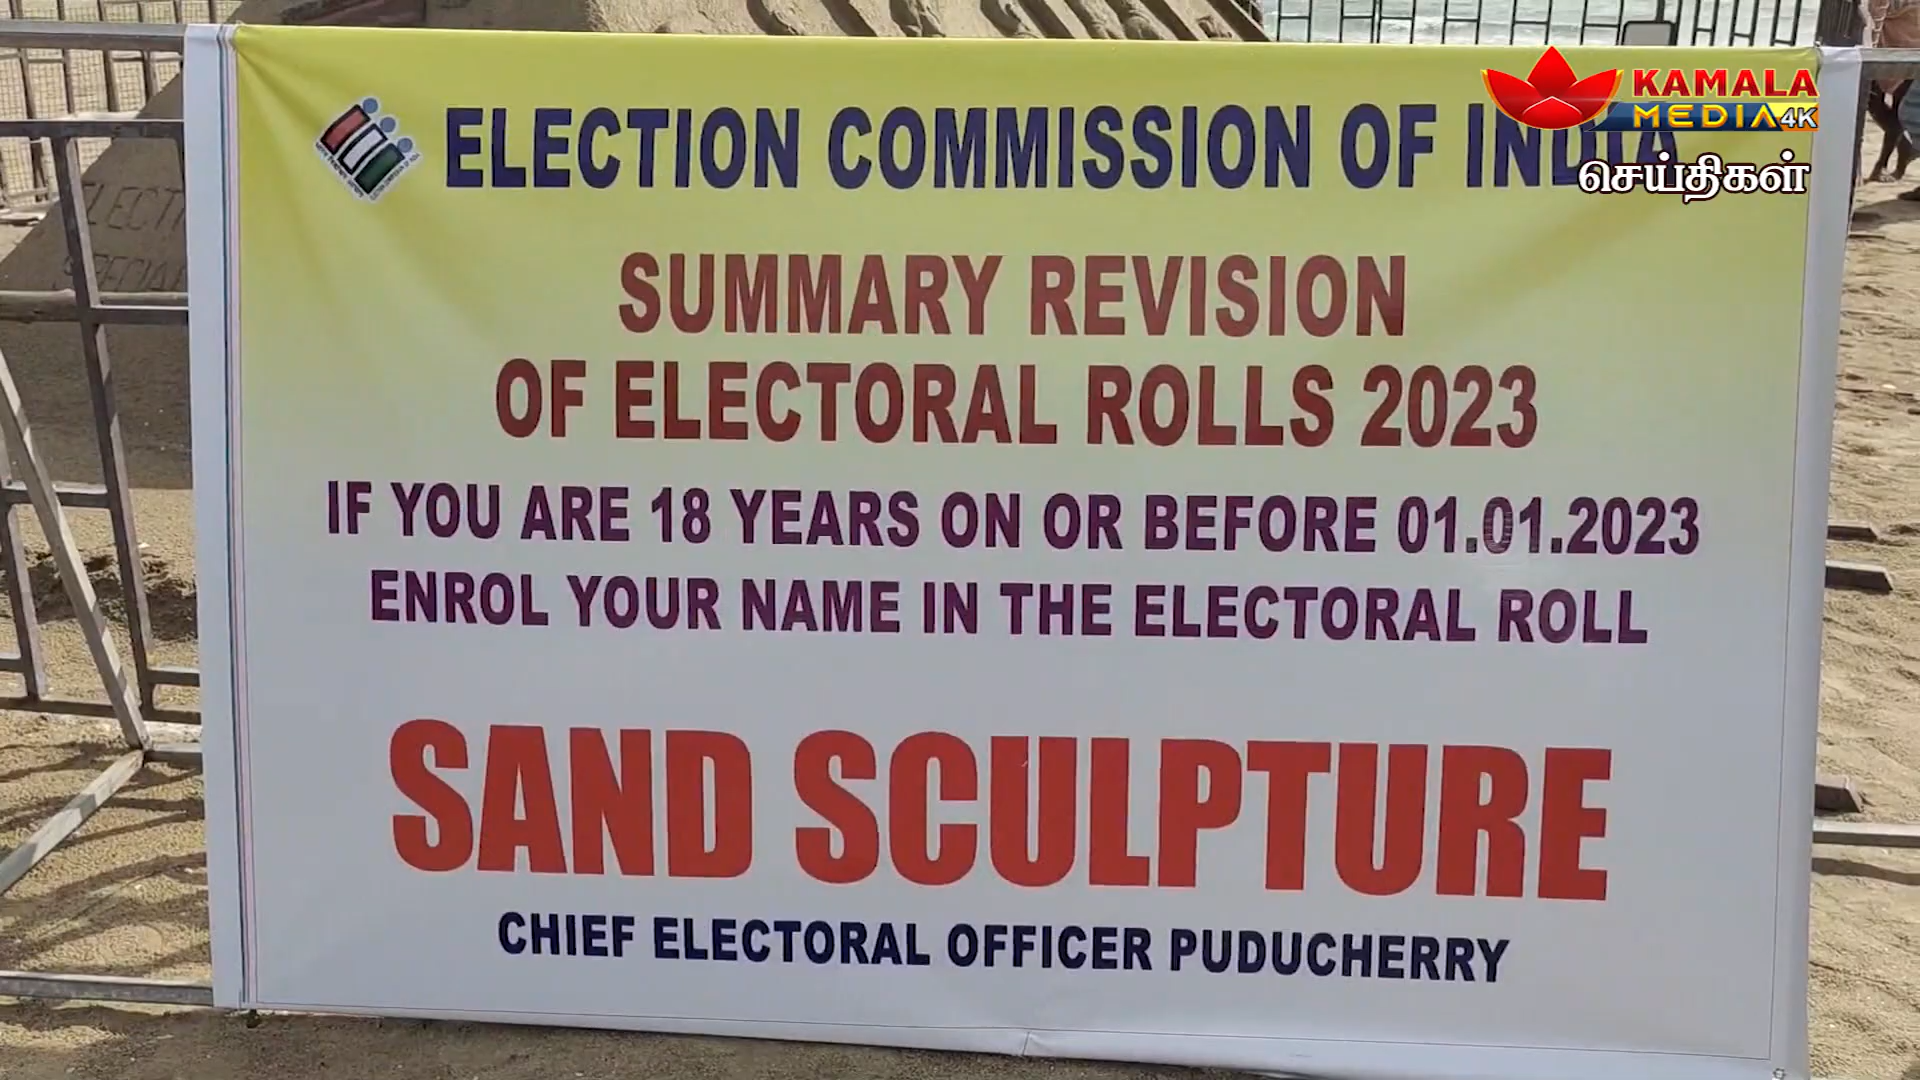 ELECTION COMMISSION OF INDIA
KAMALA
MEDIA 4K
செய்திகள்
SUMMARY REVISION
OF ELECTORAL ROLLS 2023
IF YOU ARE 18 YEARS ON OR BEFORE 01.01.2023
ENROL YOUR NAME IN THE ELECTORAL ROLL
SAND SCULPTURE
CHIEF ELECTORAL OFFICER PUDUCHERRY